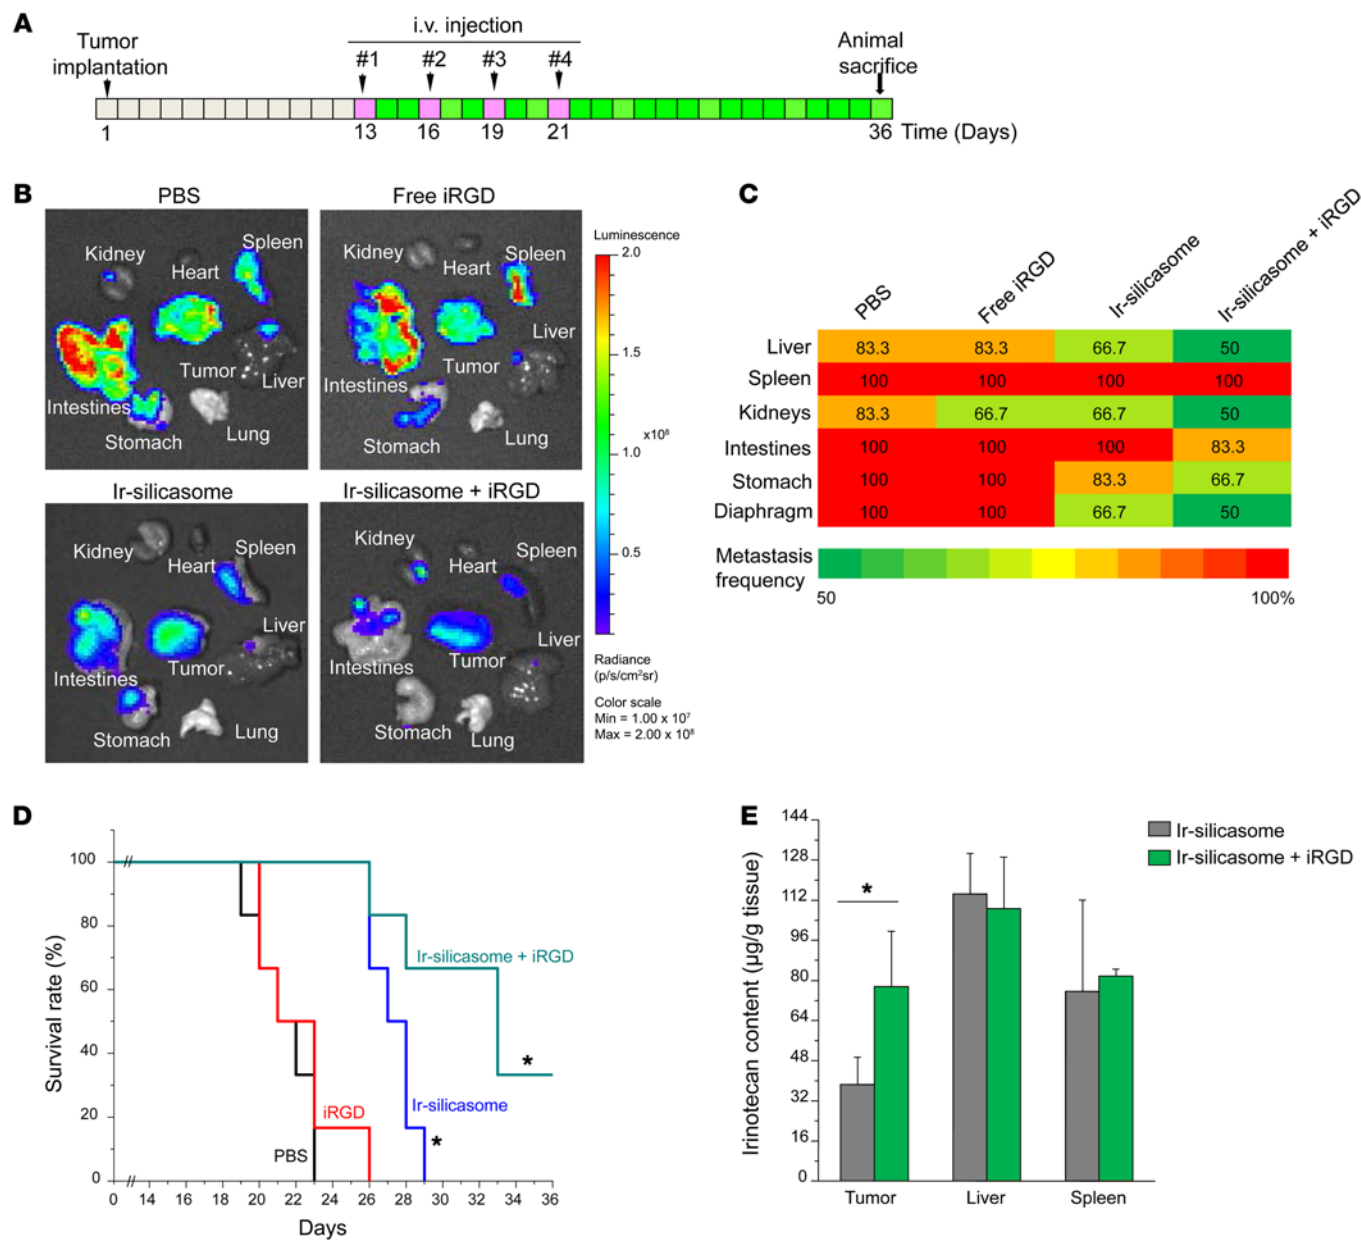 A
Tumor
implantation
i.v. injection
#1 #2 #3 #4
Animal
sacrifice
1 13 16 19 21 36 Time (Days)
B
PBS
Kidney
Spleen
Heart
Tumor
Liver
Intestines
Stomach
Lung
Free iRGD
Kidney
Spleen
Heart
Liver
Tumor
Intestines
Stomach
Lung
Ir-silicasome
Kidney
Spleen
Heart
Liver
Tumor
Intestines
Stomach
Lung
Ir-silicasome + iRGD
Kidney
Spleen
Heart
Liver
Tumor
Intestines
Stomach
Lung
Luminescence
2.0
1.5
x10⁸
1.0
0.5
Radiance
(p/s/cm²sr)
Color scale
Min = 1.00 x 10⁷
Max = 2.00 x 10⁸
C
PBS Free iRGD Ir-silicasome Ir-silicasome + iRGD
Liver 83.3 83.3 66.7 50
Spleen 100 100 100 100
Kidneys 83.3 66.7 66.7 50
Intestines 100 100 100 83.3
Stomach 100 100 83.3 66.7
Diaphragm 100 100 66.7 50
Metastasis
frequency
50 100%
D
Survival rate (%)
100
80
60
40
20
0
Ir-silicasome + iRGD
*
Ir-silicasome
*
iRGD
PBS
0 14 16 18 20 22 24 26 28 30 32 34 36
Days
E
Irinotecan content (µg/g tissue)
144
128
112
96
80
64
48
32
16
0
*
Ir-silicasome
Ir-silicasome + iRGD
Tumor Liver Spleen